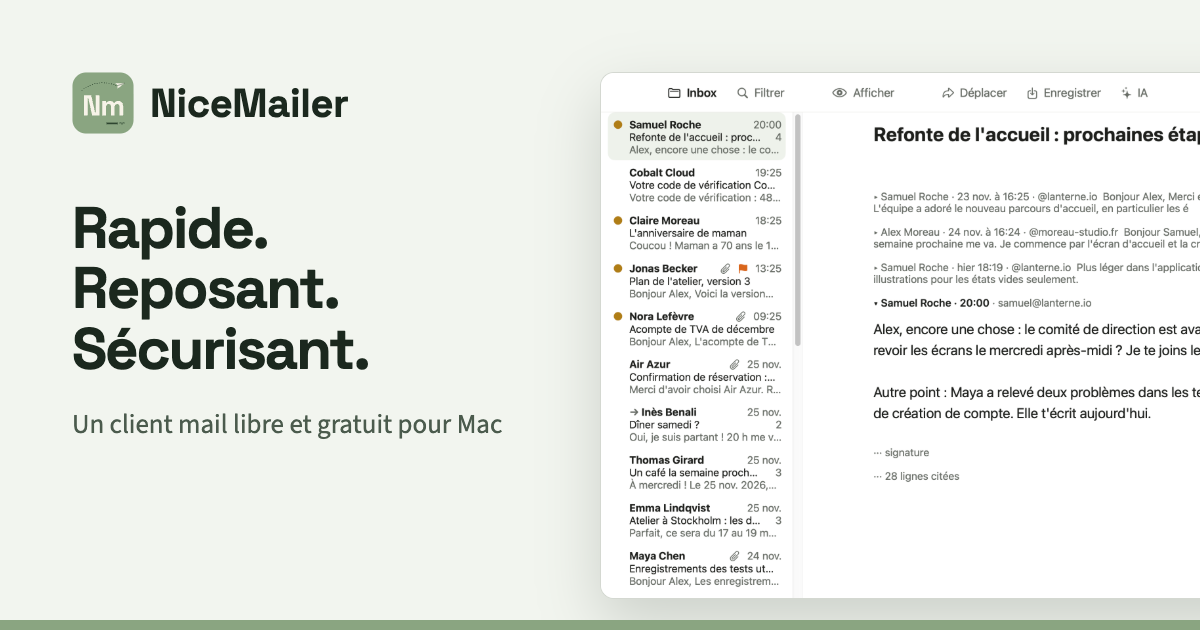 Nm
NiceMailer
Rapide.
Reposant.
Sécurisant.
Un client mail libre et gratuit pour Mac
Inbox Filtrer Afficher Déplacer Enregistrer IA
Samuel Roche 20:00
Refonte de l'accueil : proc... 4
Alex, encore une chose : le co...
Cobalt Cloud 19:25
Votre code de vérification Co...
Votre code de vérification : 48...
Claire Moreau 18:25
L'anniversaire de maman
Coucou ! Maman a 70 ans le 1...
Jonas Becker 13:25
Plan de l'atelier, version 3
Bonjour Alex, Voici la version...
Nora Lefèvre 09:25
Acompte de TVA de décembre
Bonjour Alex, L'acompte de T...
Air Azur 25 nov.
Confirmation de réservation :...
Merci d'avoir choisi Air Azur. R...
→ Inès Benali 25 nov.
Dîner samedi ? 2
Oui, je suis partant ! 20 h me v...
Thomas Girard 25 nov.
Un café la semaine proch... 3
À mercredi ! Le 25 nov. 2026,...
Emma Lindqvist 25 nov.
Atelier à Stockholm : les d... 3
Parfait, ce sera du 17 au 19 m...
Maya Chen 24 nov.
Enregistrements des tests ut...
Bonjour Alex, Les enregistrem...
Refonte de l'accueil : prochaines éta
▸ Samuel Roche · 23 nov. à 16:25 · @lanterne.io Bonjour Alex, Merci
L'équipe a adoré le nouveau parcours d'accueil, en particulier les é
▸ Alex Moreau · 24 nov. à 16:24 · @moreau-studio.fr Bonjour Samuel,
semaine prochaine me va. Je commence par l'écran d'accueil et la cr
▸ Samuel Roche · hier 18:19 · @lanterne.io Plus léger dans l'applicatio
illustrations pour les états vides seulement.
▾ Samuel Roche · 20:00 · samuel@lanterne.io
Alex, encore une chose : le comité de direction est ava
revoir les écrans le mercredi après-midi ? Je te joins le
Autre point : Maya a relevé deux problèmes dans les te
de création de compte. Elle t'écrit aujourd'hui.
··· signature
··· 28 lignes citées